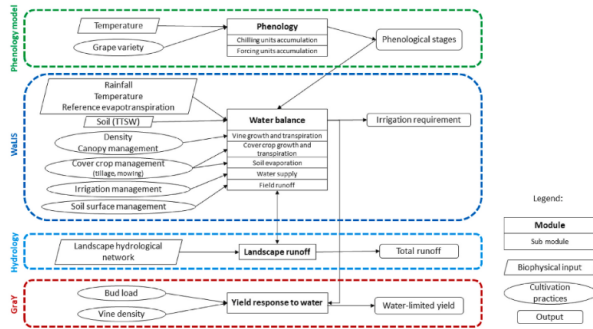 Phenology model
Temperature
Grape variety
Phenology
Chilling units accumulation
Forcing units accumulation
Phenological stages
WaLIS
Rainfall
Temperature
Reference evapotranspiration
Soil (TTSW)
Density
Canopy management
Cover crop management
(tillage, mowing)
Irrigation management
Soil surface management
Water balance
Vine growth and transpiration
Cover crop growth and
transpiration
Soil evaporation
Water supply
Field runoff
Irrigation requirement
Hydrology
Landscape hydrological
network
Landscape runoff
Total runoff
GraY
Bud load
Vine density
Yield response to water
Water-limited yield
Legend:
Module
Sub module
Biophysical input
Cultivation
practices
Output